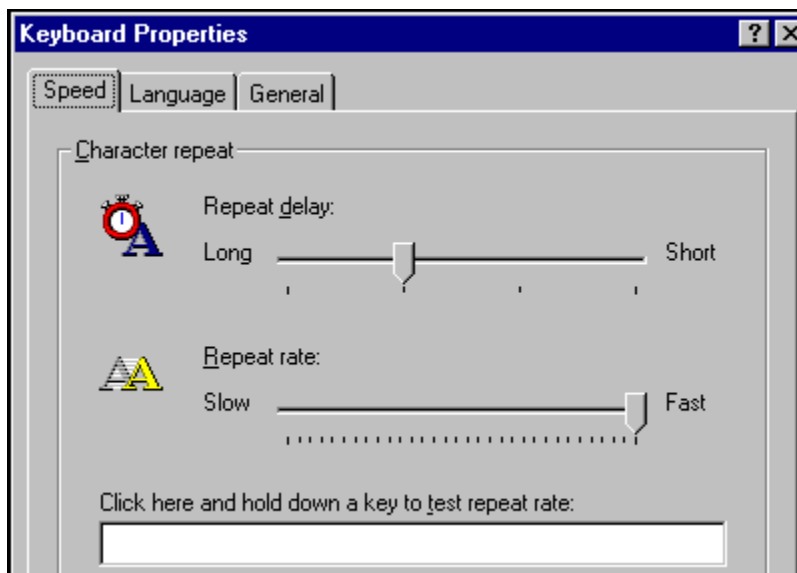 Keyboard Properties
Speed Language General
Character repeat
Repeat delay:
Long Short
Repeat rate:
Slow Fast
Click here and hold down a key to test repeat rate: